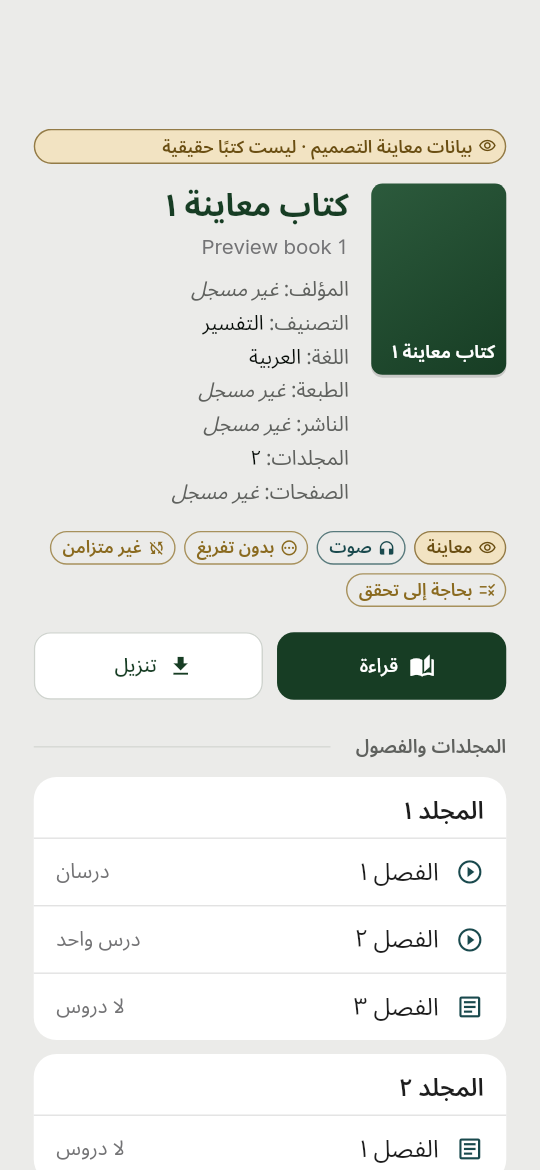 بيانات معاينة التصميم · ليست كتبًا حقيقية
كتاب معاينة ١
كتاب معاينة ١
Preview book 1
المؤلف: غير مسجل
التصنيف: التفسير
اللغة: العربية
الطبعة: غير مسجل
الناشر: غير مسجل
المجلدات: ٢
الصفحات: غير مسجل
معاينة
صوت
بدون تفريغ
غير متزامن
بحاجة إلى تحقق
قراءة
تنزيل
المجلدات والفصول
المجلد ١
الفصل ١ درسان
الفصل ٢ درس واحد
الفصل ٣ لا دروس
المجلد ٢
الفصل ١ لا دروس